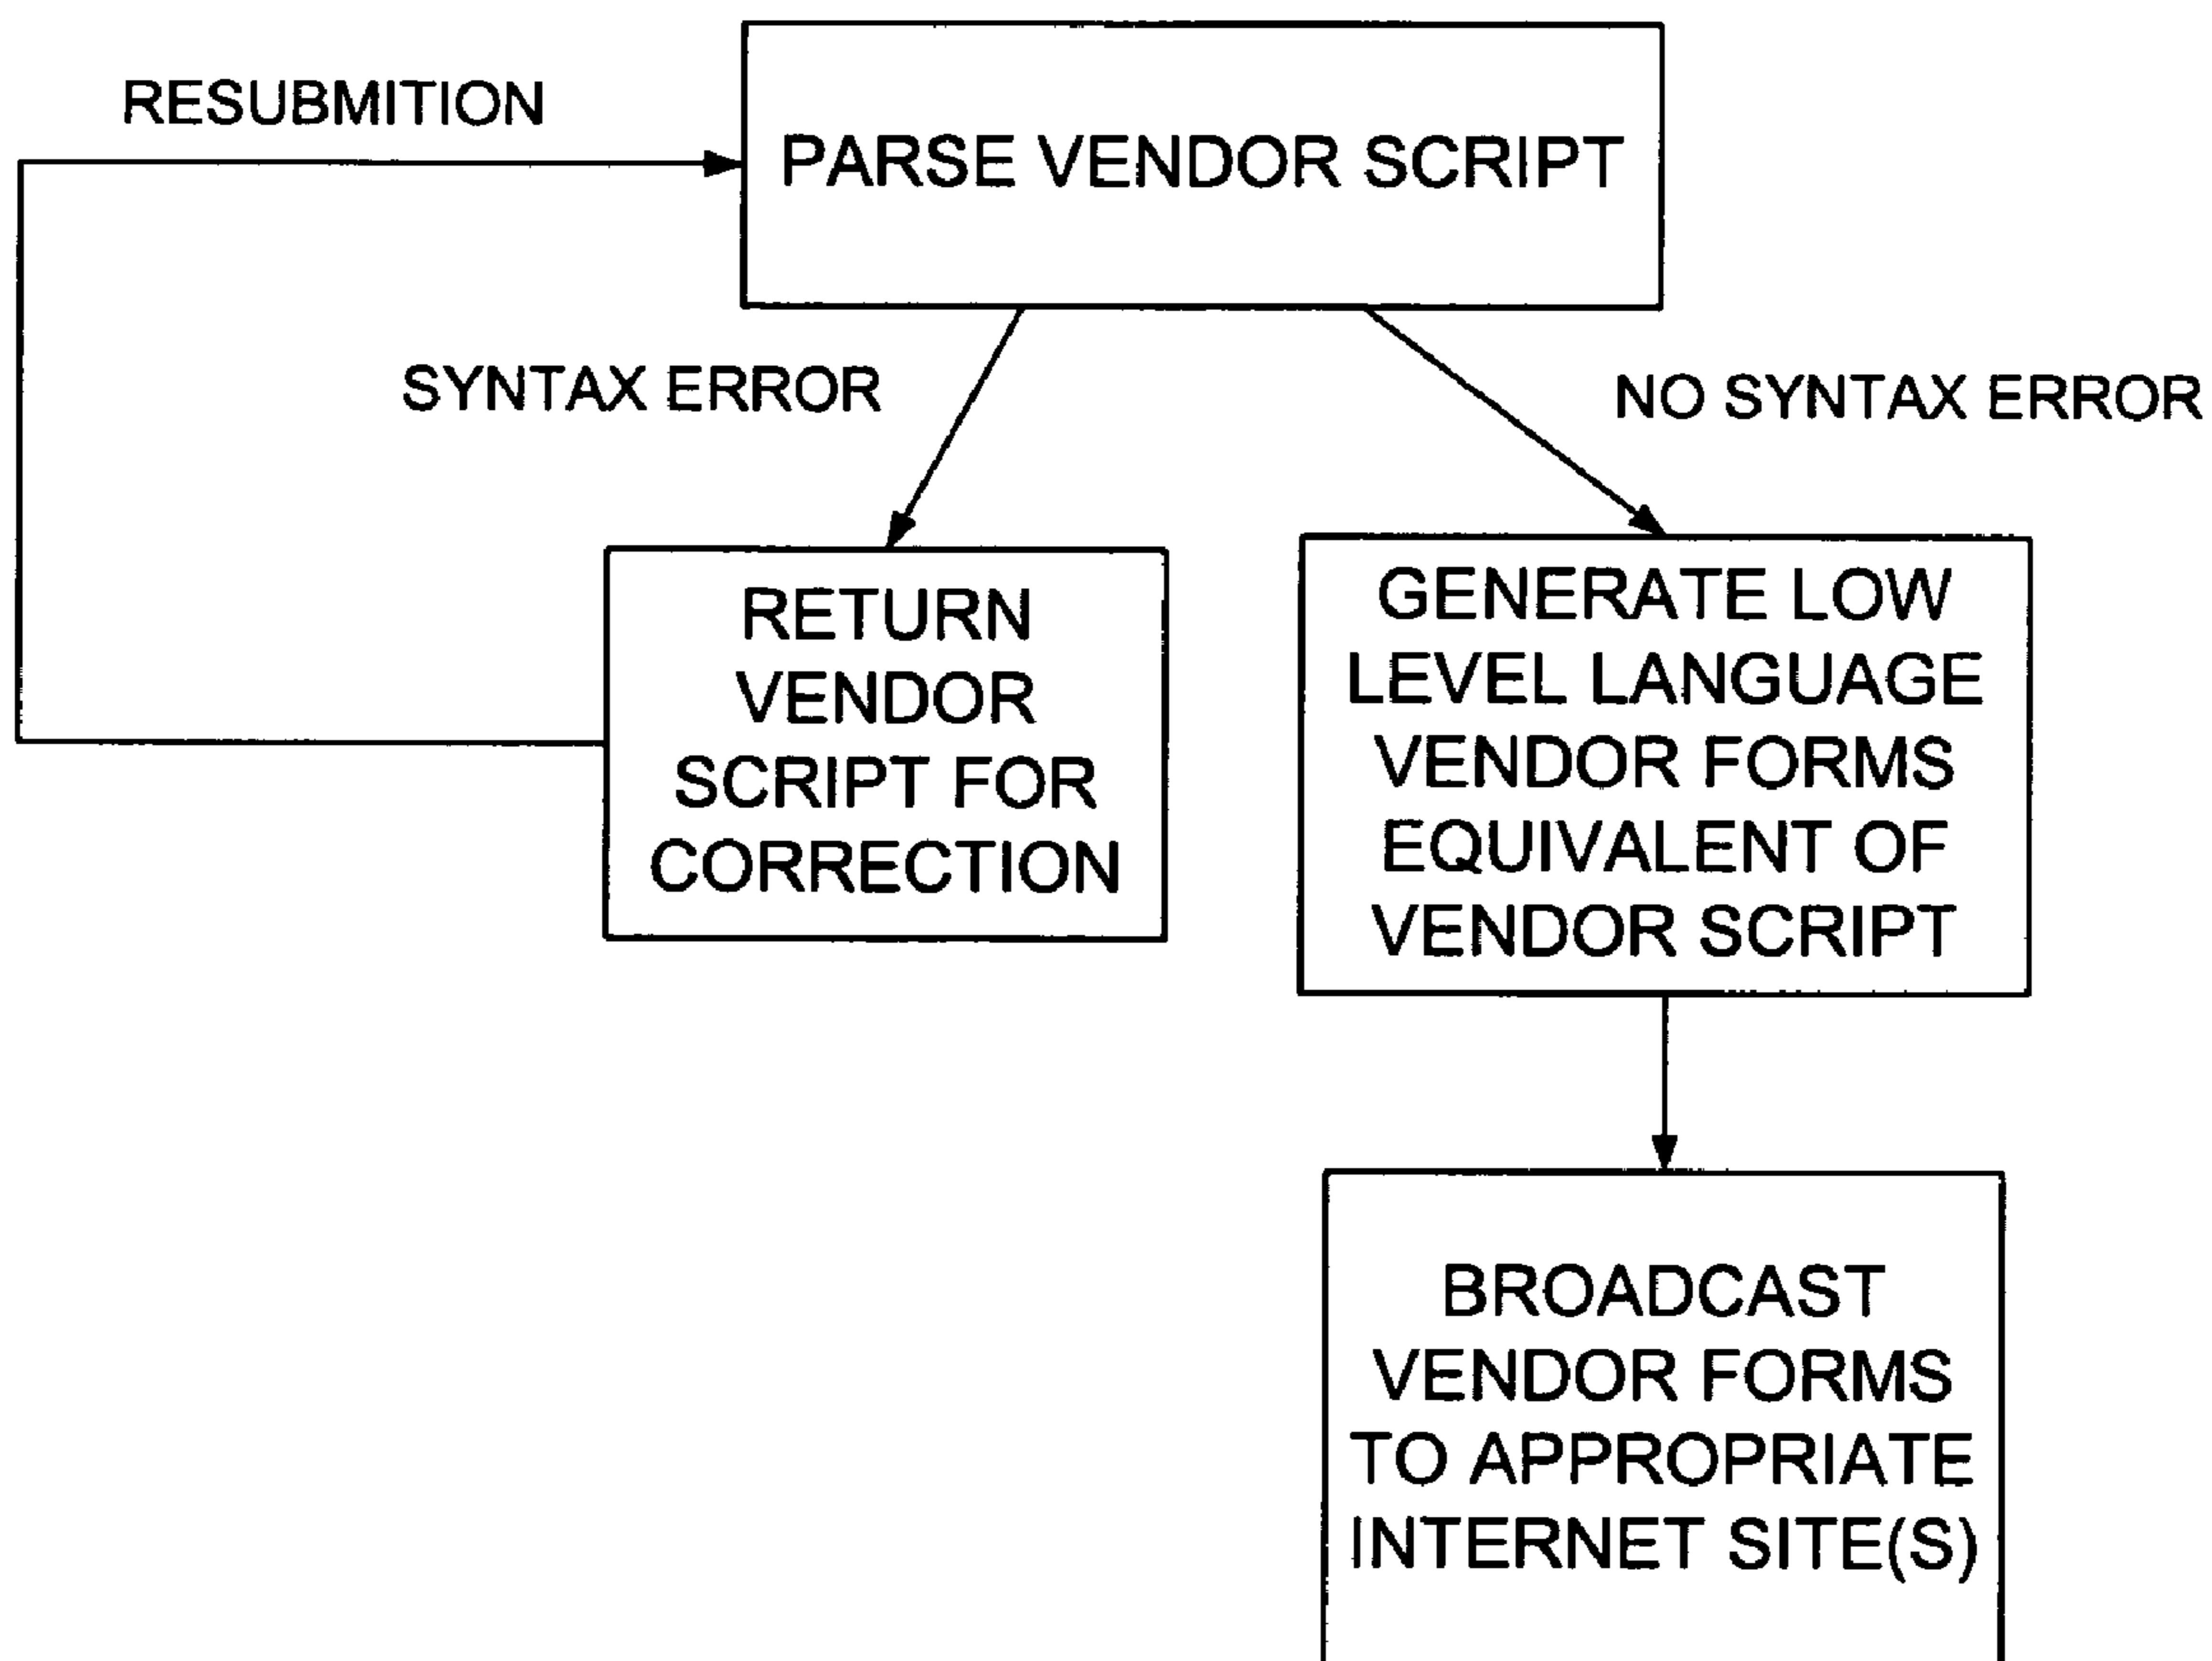 RESUBMITION
PARSE VENDOR SCRIPT
SYNTAX ERROR
NO SYNTAX ERROR
RETURN
VENDOR
SCRIPT FOR
CORRECTION
GENERATE LOW
LEVEL LANGUAGE
VENDOR FORMS
EQUIVALENT OF
VENDOR SCRIPT
BROADCAST
VENDOR FORMS
TO APPROPRIATE
INTERNET SITE(S)